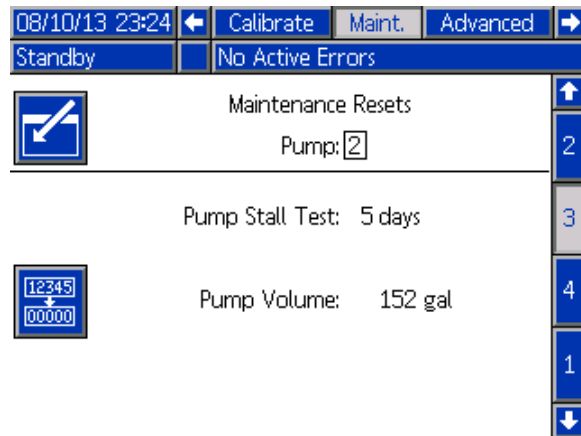 08/10/13 23:24 Calibrate Maint. Advanced
Standby No Active Errors
Maintenance Resets
Pump: 2
2
Pump Stall Test: 5 days
3
12345
00000
Pump Volume: 152 gal
4
1